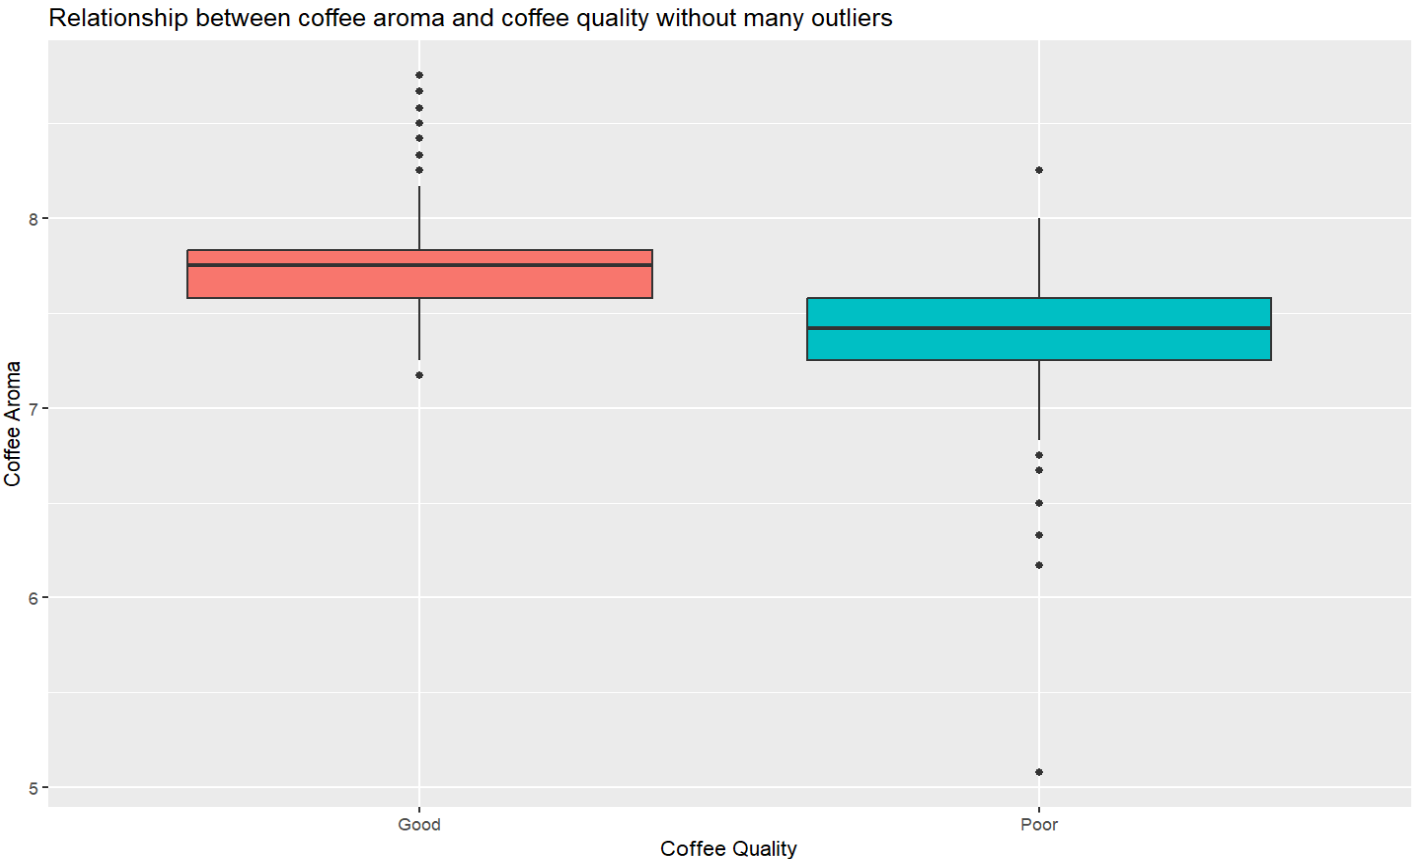 Relationship between coffee aroma and coffee quality without many outliers
Coffee Aroma
8
7
6
5
Good
Poor
Coffee Quality